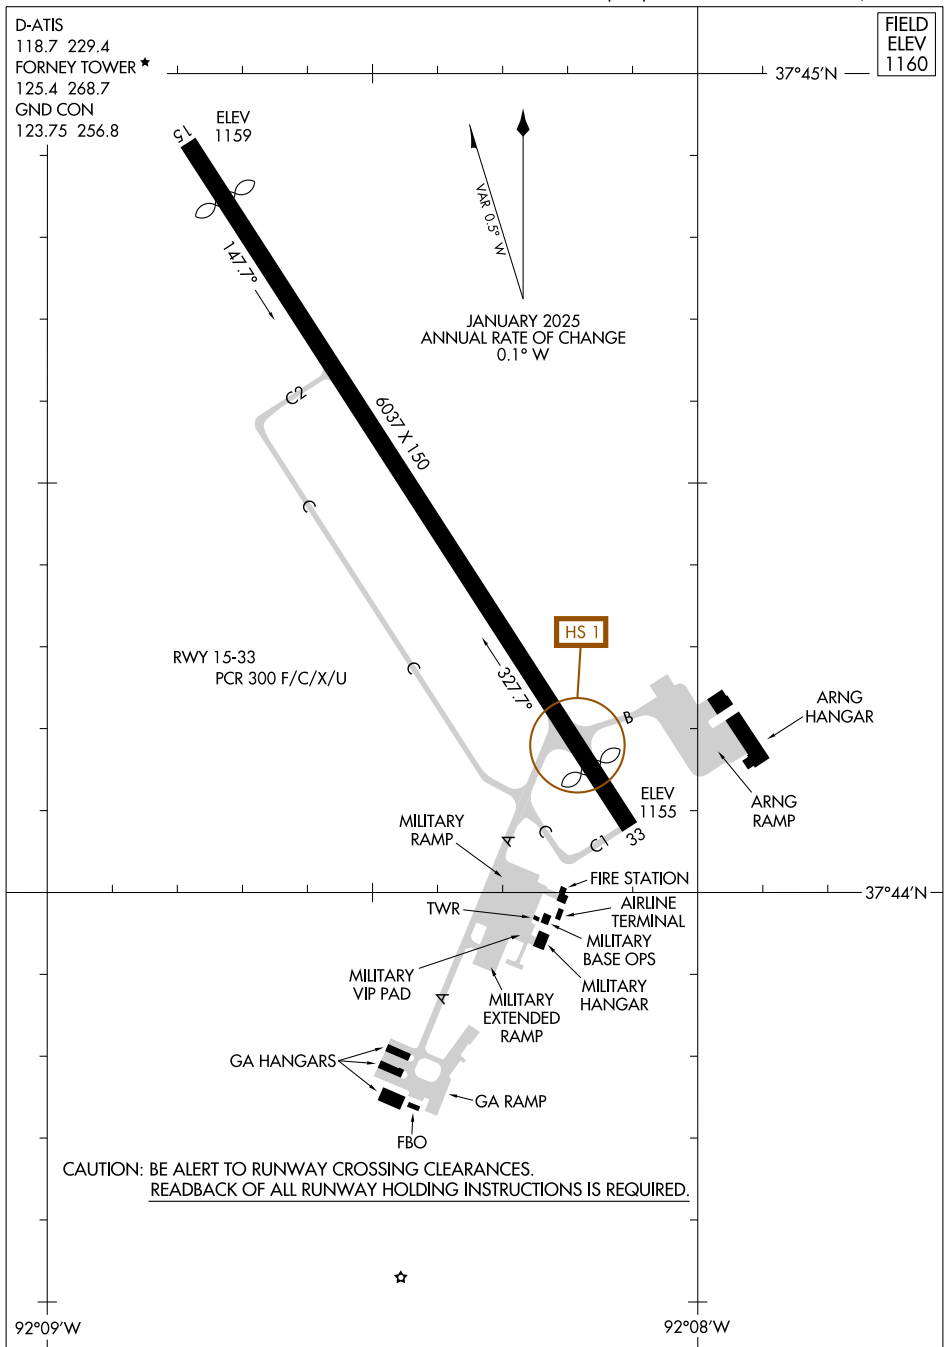 D-ATIS
118.7 229.4
FORNEY TOWER
125.4 268.7
GND CON
123.75 256.8
FIELD
ELEV
1160
37°45'N
15
ELEV
1159
VAR 0.5° W
147.7°
JANUARY 2025
ANNUAL RATE OF CHANGE
0.1° W
C2
6037 X 150
C
HS 1
RWY 15-33
PCR 300 F/C/X/U
C
327.7°
B
ARNG
HANGAR
ELEV
1155
ARNG
RAMP
MILITARY
RAMP
A
C
C1
33
FIRE STATION
37°44'N
TWR
AIRLINE
TERMINAL
MILITARY
BASE OPS
MILITARY
VIP PAD
MILITARY
HANGAR
A
MILITARY
EXTENDED
RAMP
GA HANGARS
GA RAMP
FBO
CAUTION: BE ALERT TO RUNWAY CROSSING CLEARANCES.
READBACK OF ALL RUNWAY HOLDING INSTRUCTIONS IS REQUIRED.
92°09'W
92°08'W